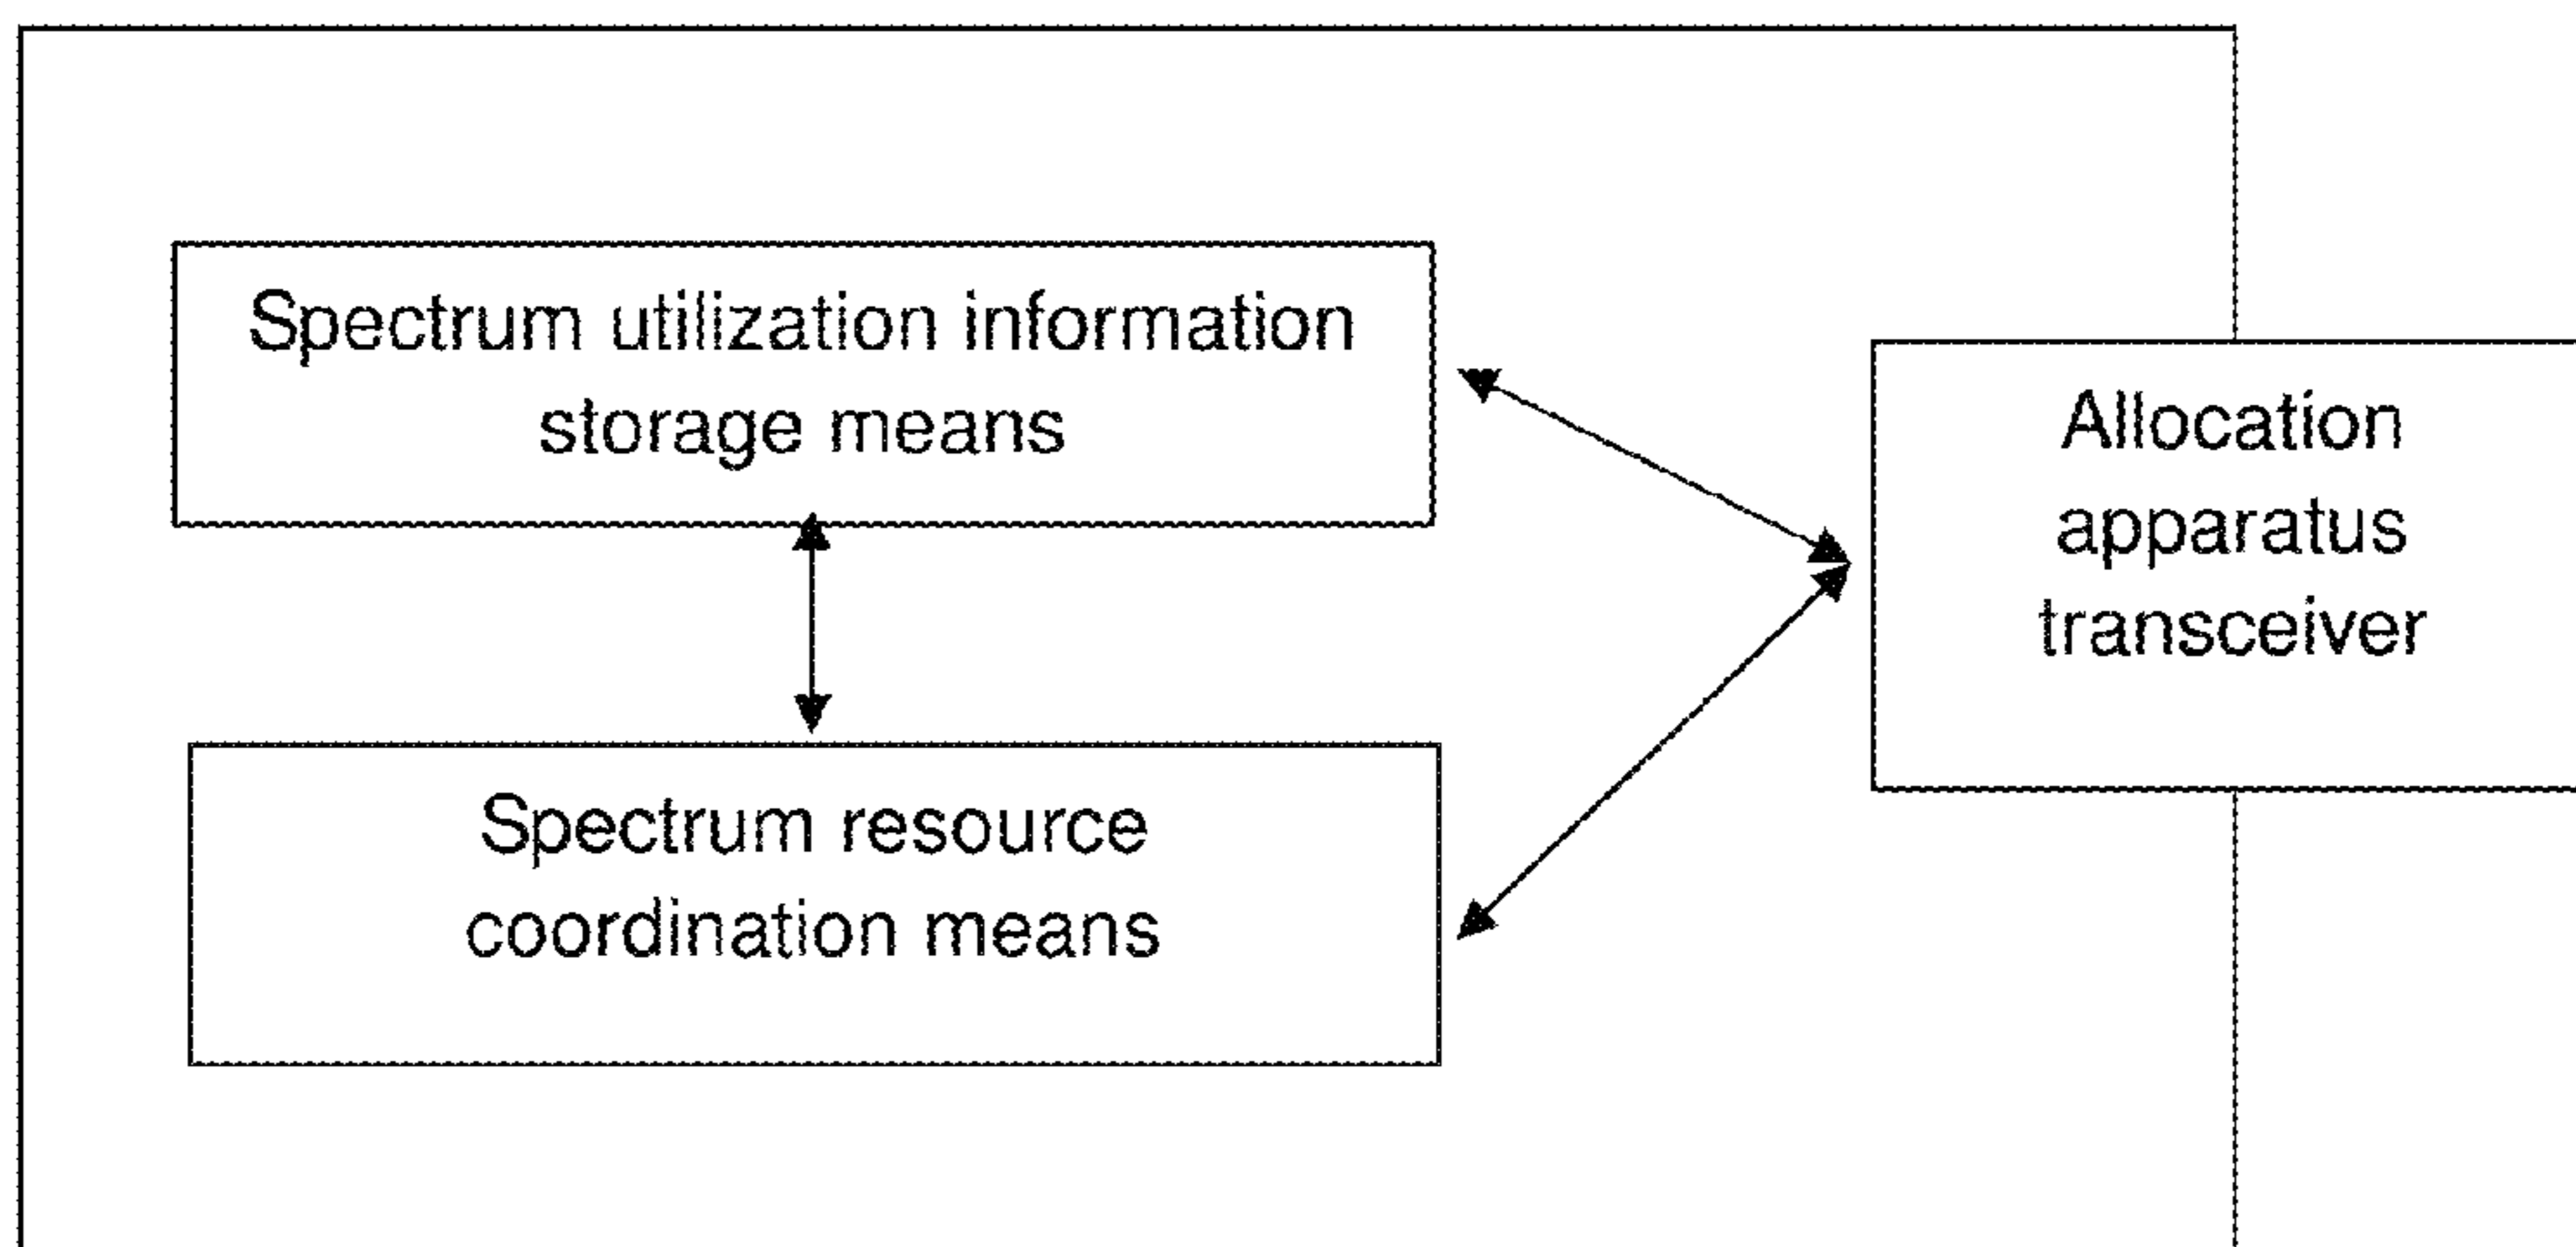 Spectrum utilization information
storage means
Allocation
apparatus
transceiver
Spectrum resource
coordination means